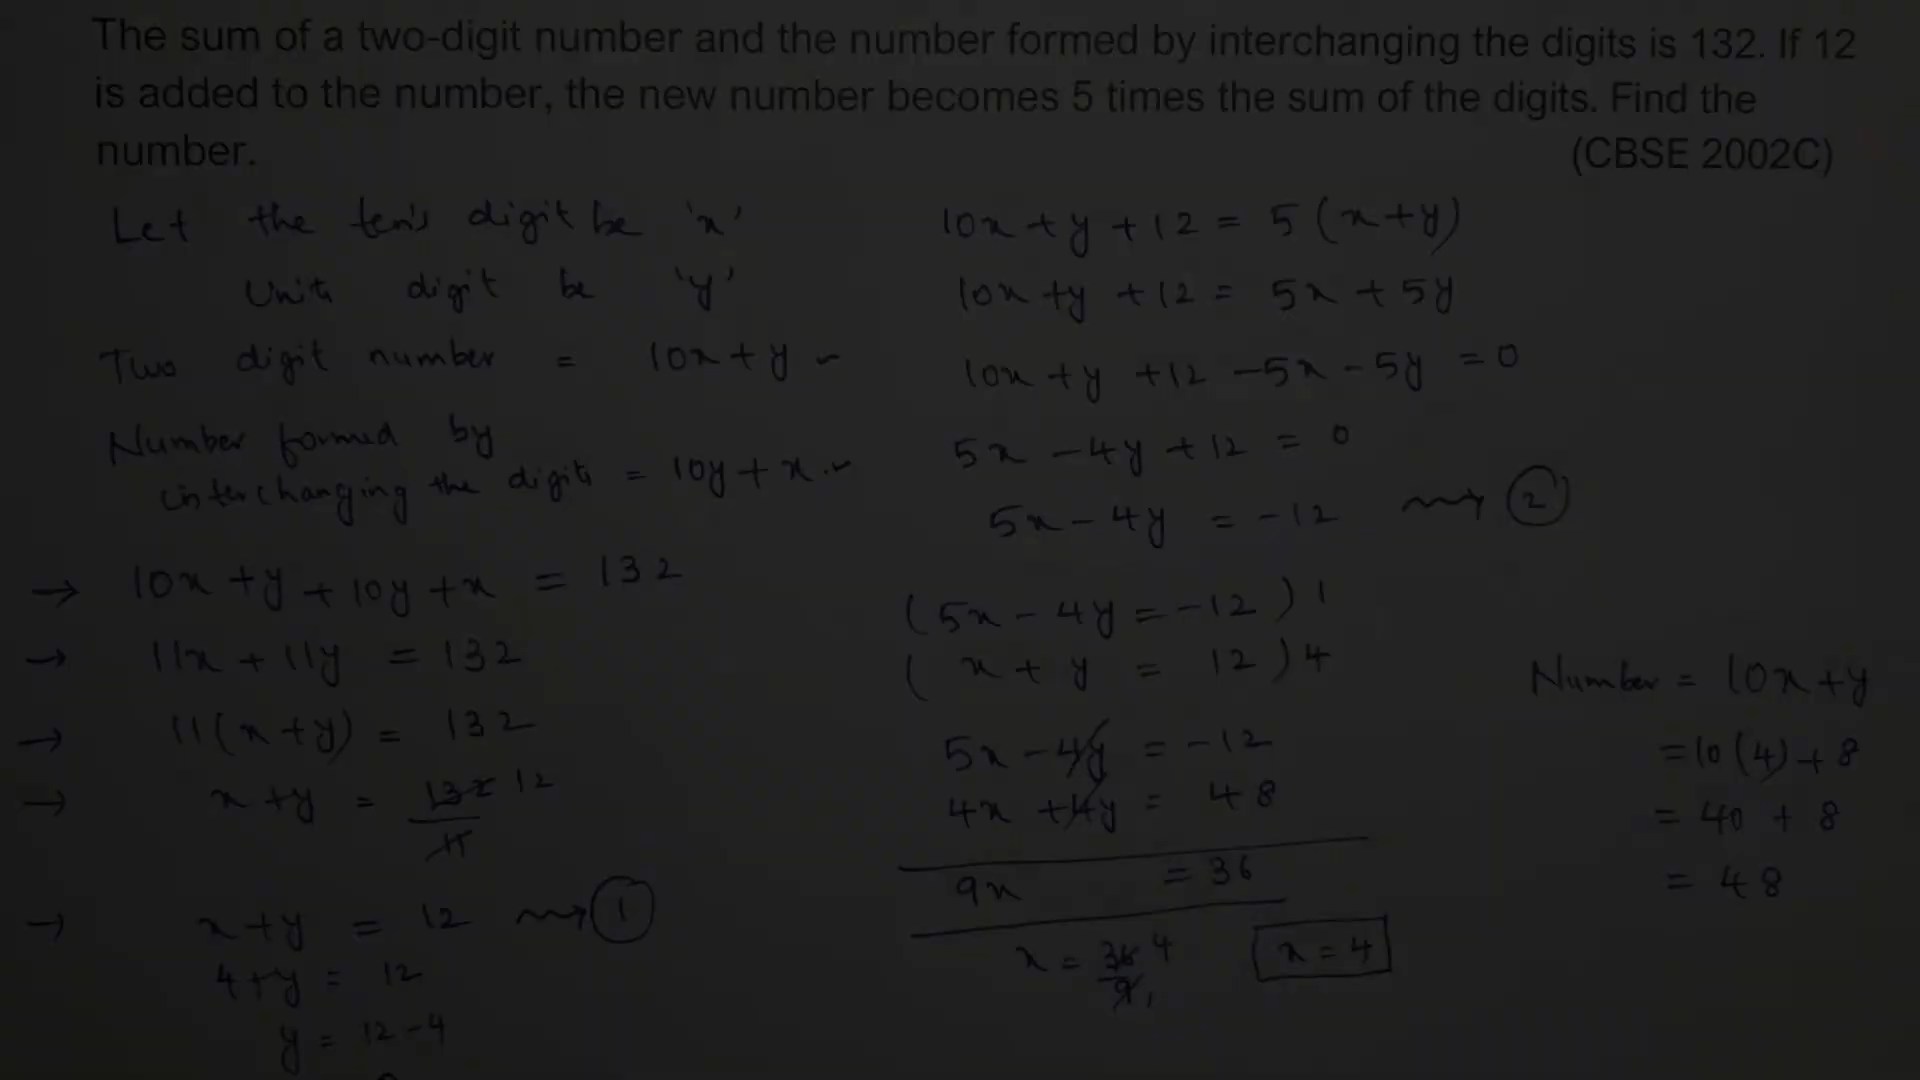 The sum of a two-digit number and the number formed by interchanging the digits is 132. If 12
is added to the number, the new number becomes 5 times the sum of the digits. Find the
number.
(CBSE 2002C)
Let the ten's digit be 'x'
Units digit be 'y'
Two digit number = 10x + y
Number formed by
interchanging the digits = 10y + x.
→ 10x + y + 10y + x = 132
→ 11x + 11y = 132
→ 11(x + y) = 132
→ x + y = 132/11 12
→ x + y = 12 → 1
4 + y = 12
y = 12 - 4
10x + y + 12 = 5 (x + y)
10x + y + 12 = 5x + 5y
10x + y + 12 - 5x - 5y = 0
5x - 4y + 12 = 0
5x - 4y = -12 → 2
(5x - 4y = -12) 1
(x + y = 12) 4
5x - 4y = -12
4x + 4y = 48
9x = 36
x = 36/9 4 1
x = 4
Number = 10x + y
= 10(4) + 8
= 40 + 8
= 48